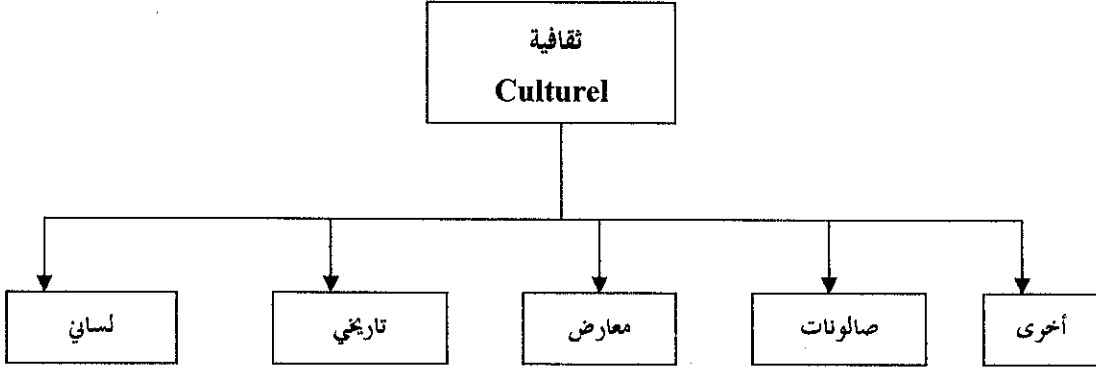 ثقافية
Culturel
أخرى
صالونات
معارض
تاريخي
لساني